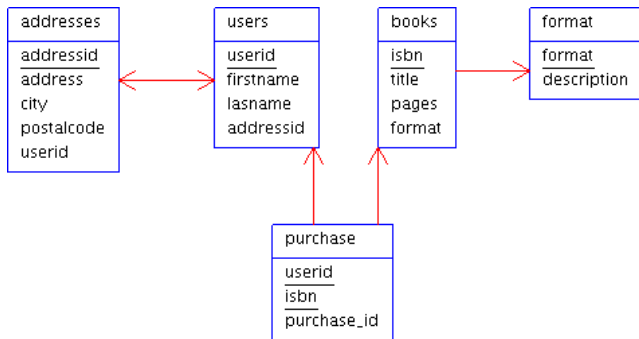 addresses
addressid
address
city
postalcode
userid
users
userid
firstname
lasname
addressid
books
isbn
title
pages
format
format
format
description
purchase
userid
isbn
purchase_id